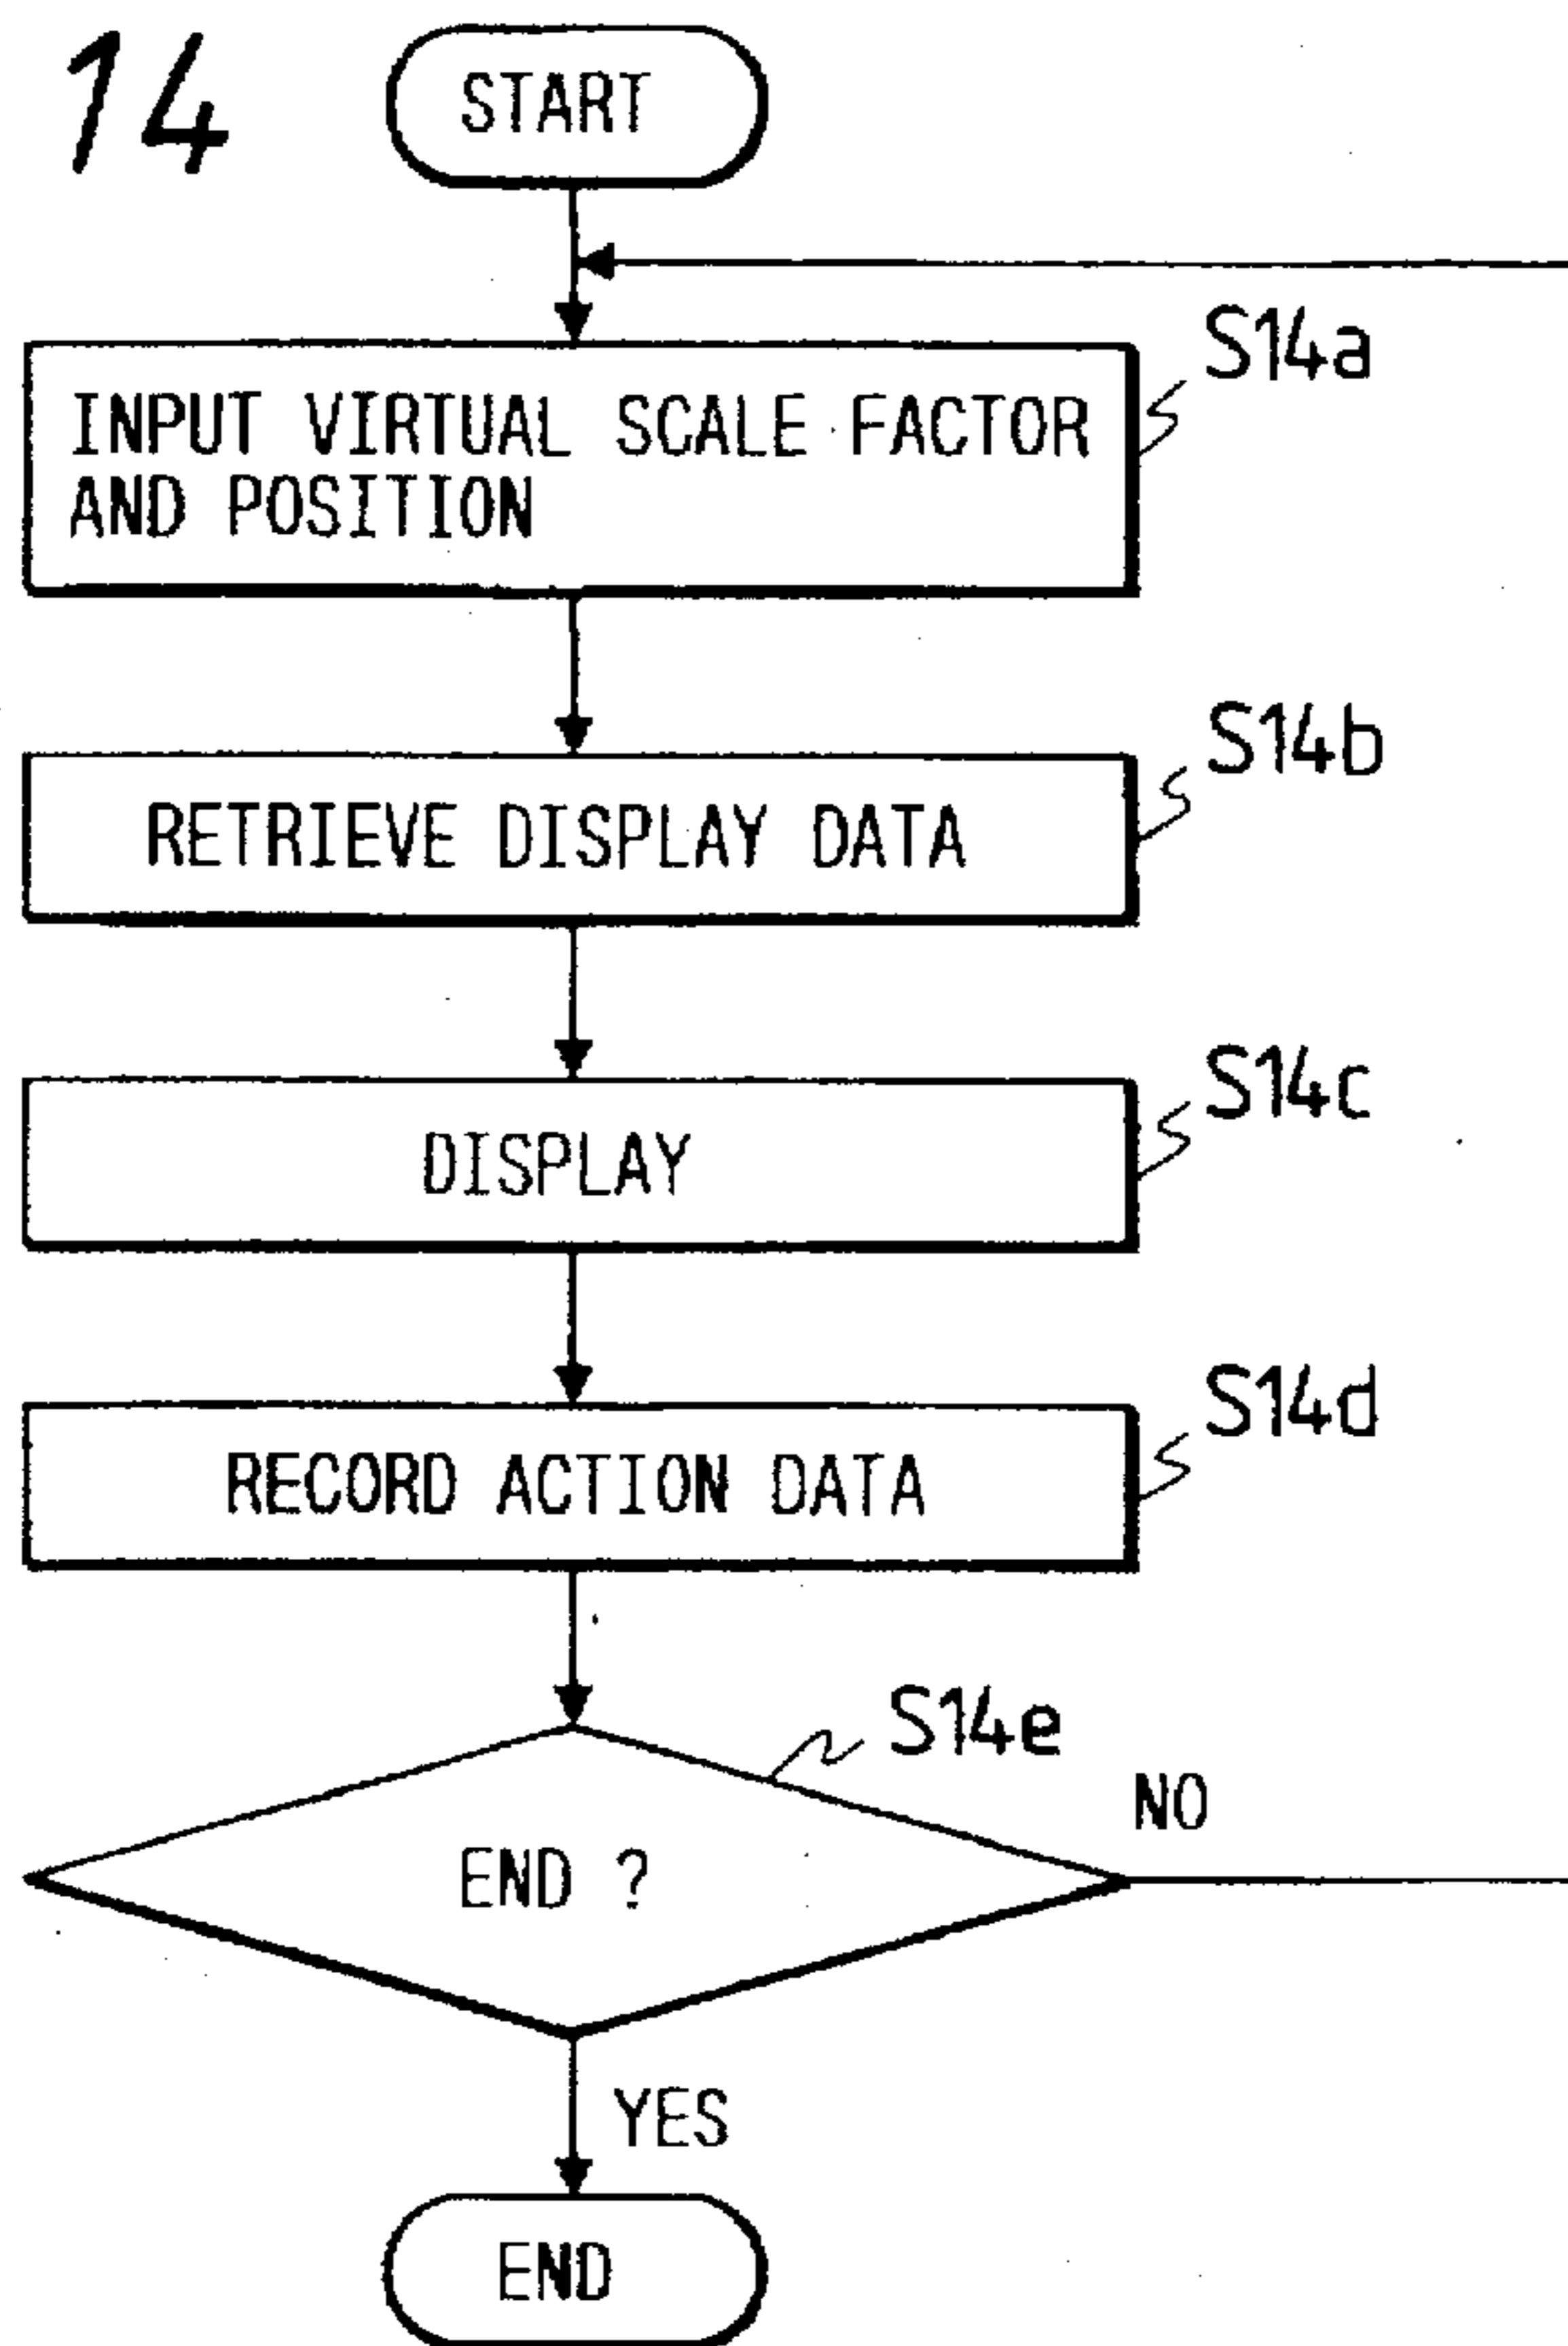 14
START
S14a
INPUT VIRTUAL SCALE FACTOR
AND POSITION
S14b
RETRIEVE DISPLAY DATA
S14c
DISPLAY
S14d
RECORD ACTION DATA
S14e
NO
END ?
YES
END